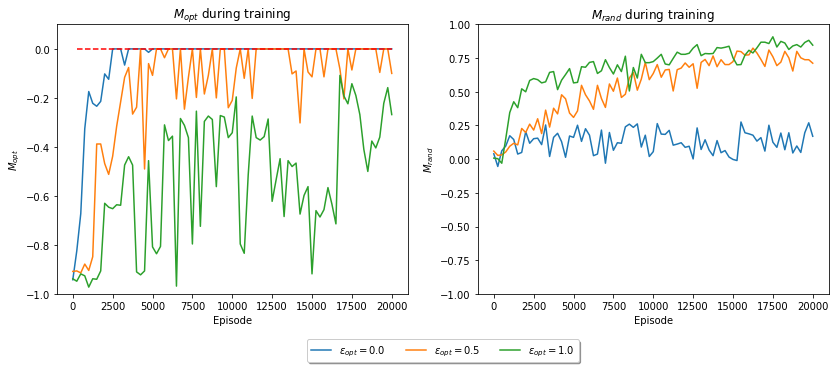 M_opt during training
M_opt
0.0
−0.2
−0.4
−0.6
−0.8
−1.0
0 2500 5000 7500 10000 12500 15000 17500 20000
Episode
M_rand during training
M_rand
1.00
0.75
0.50
0.25
0.00
−0.25
−0.50
−0.75
−1.00
0 2500 5000 7500 10000 12500 15000 17500 20000
Episode
ε_opt = 0.0 ε_opt = 0.5 ε_opt = 1.0